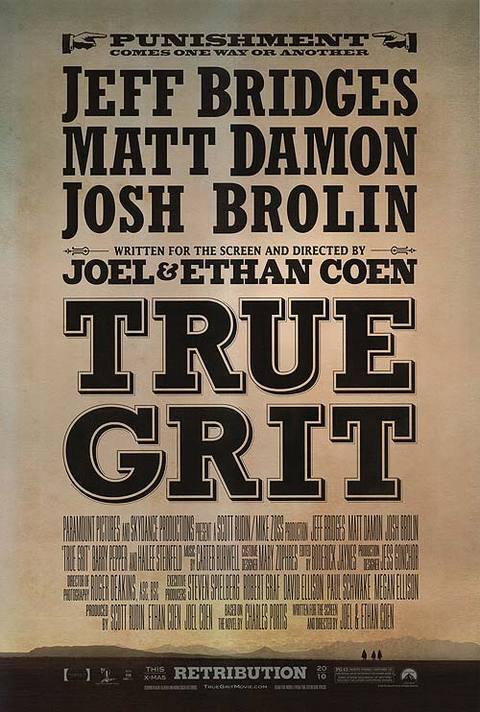 PUNISHMENT
COMES ONE WAY OR ANOTHER
JEFF BRIDGES
MATT DAMON
JOSH BROLIN
WRITTEN FOR THE SCREEN AND DIRECTED BY
JOEL & ETHAN COEN
TRUE
GRIT
PARAMOUNT PICTURES AND SKYDANCE PRODUCTIONS PRESENT A SCOTT RUDIN/MIKE ZOSS PRODUCTION JEFF BRIDGES MATT DAMON JOSH BROLIN
"TRUE GRIT" BARRY PEPPER AND HAILEE STEINFELD MUSIC BY CARTER BURWELL COSTUME DESIGNER MARY ZOPHRES EDITED BY RODERICK JAYNES PRODUCTION DESIGNER JESS GONCHOR
DIRECTOR OF PHOTOGRAPHY ROGER DEAKINS, ASC, BSC EXECUTIVE PRODUCERS STEVEN SPIELBERG ROBERT GRAF DAVID ELLISON PAUL SCHWAKE MEGAN ELLISON
PRODUCED BY SCOTT RUDIN ETHAN COEN JOEL COEN BASED ON THE NOVEL BY CHARLES PORTIS WRITTEN FOR THE SCREEN AND DIRECTED BY JOEL & ETHAN COEN
THIS X-MAS RETRIBUTION 2010
TRUEGRITMOVIE.COM